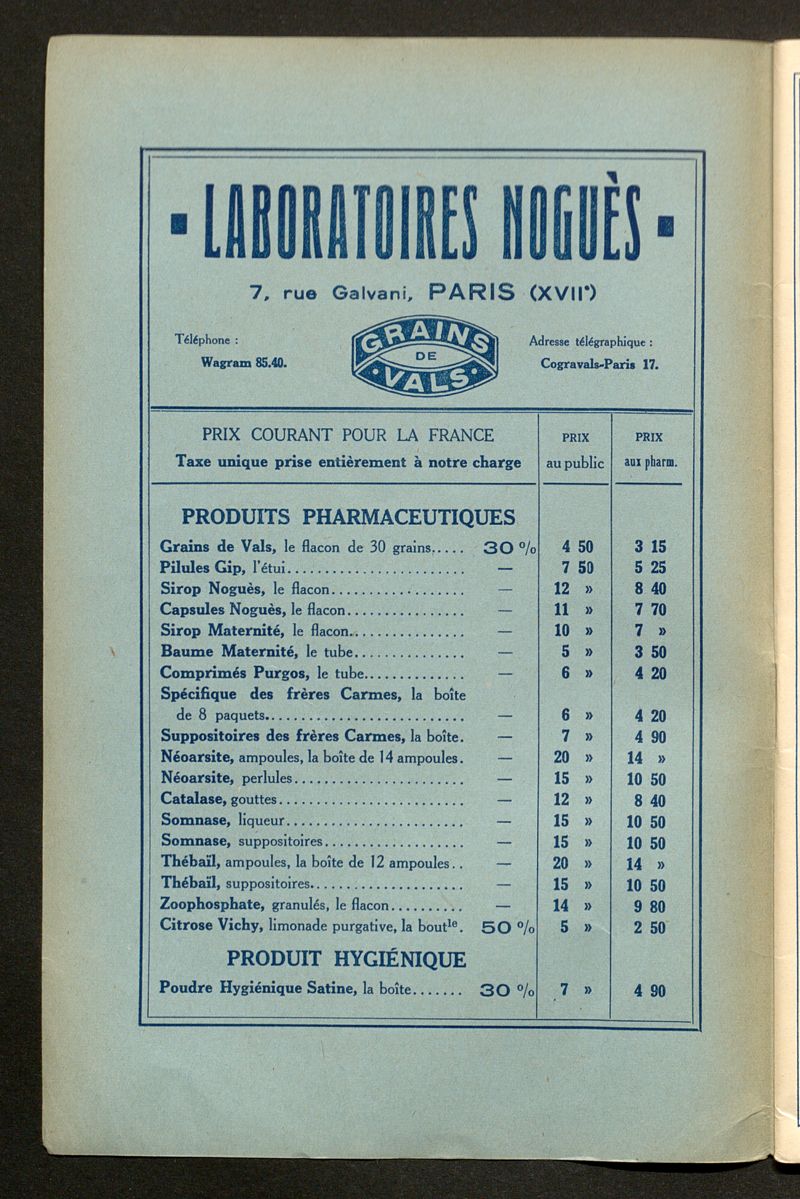 LABORATOIRES NOGUÈS
7, rue Galvani, PARIS (XVIIe)
Téléphone :
Wagram 85.40.
GRAINS
DE
VALS
Adresse télégraphique :
Cogravals-Paris 17.
PRIX COURANT POUR LA FRANCE
Taxe unique prise entièrement à notre charge
PRIX
au public
PRIX
aux pharm.
PRODUITS PHARMACEUTIQUES
Grains de Vals, le flacon de 30 grains..... 30 % 4 50 3 15
Pilules Gip, l'étui........................ — 7 50 5 25
Sirop Noguès, le flacon.................. — 12 » 8 40
Capsules Noguès, le flacon................ — 11 » 7 70
Sirop Maternité, le flacon................ — 10 » 7 »
Baume Maternité, le tube............... — 5 » 3 50
Comprimés Purgos, le tube.............. — 6 » 4 20
Spécifique des frères Carmes, la boîte
de 8 paquets........................... — 6 » 4 20
Suppositoires des frères Carmes, la boîte. — 7 » 4 90
Néoarsite, ampoules, la boîte de 14 ampoules. — 20 » 14 »
Néoarsite, perlules....................... — 15 » 10 50
Catalase, gouttes......................... — 12 » 8 40
Somnase, liqueur........................ — 15 » 10 50
Somnase, suppositoires................... — 15 » 10 50
Thébaïl, ampoules, la boîte de 12 ampoules.. — 20 » 14 »
Thébaïl, suppositoires..................... — 15 » 10 50
Zoophosphate, granulés, le flacon.......... — 14 » 9 80
Citrose Vichy, limonade purgative, la boutle. 50 % 5 » 2 50
PRODUIT HYGIÉNIQUE
Poudre Hygiénique Satine, la boîte....... 30 % 7 » 4 90